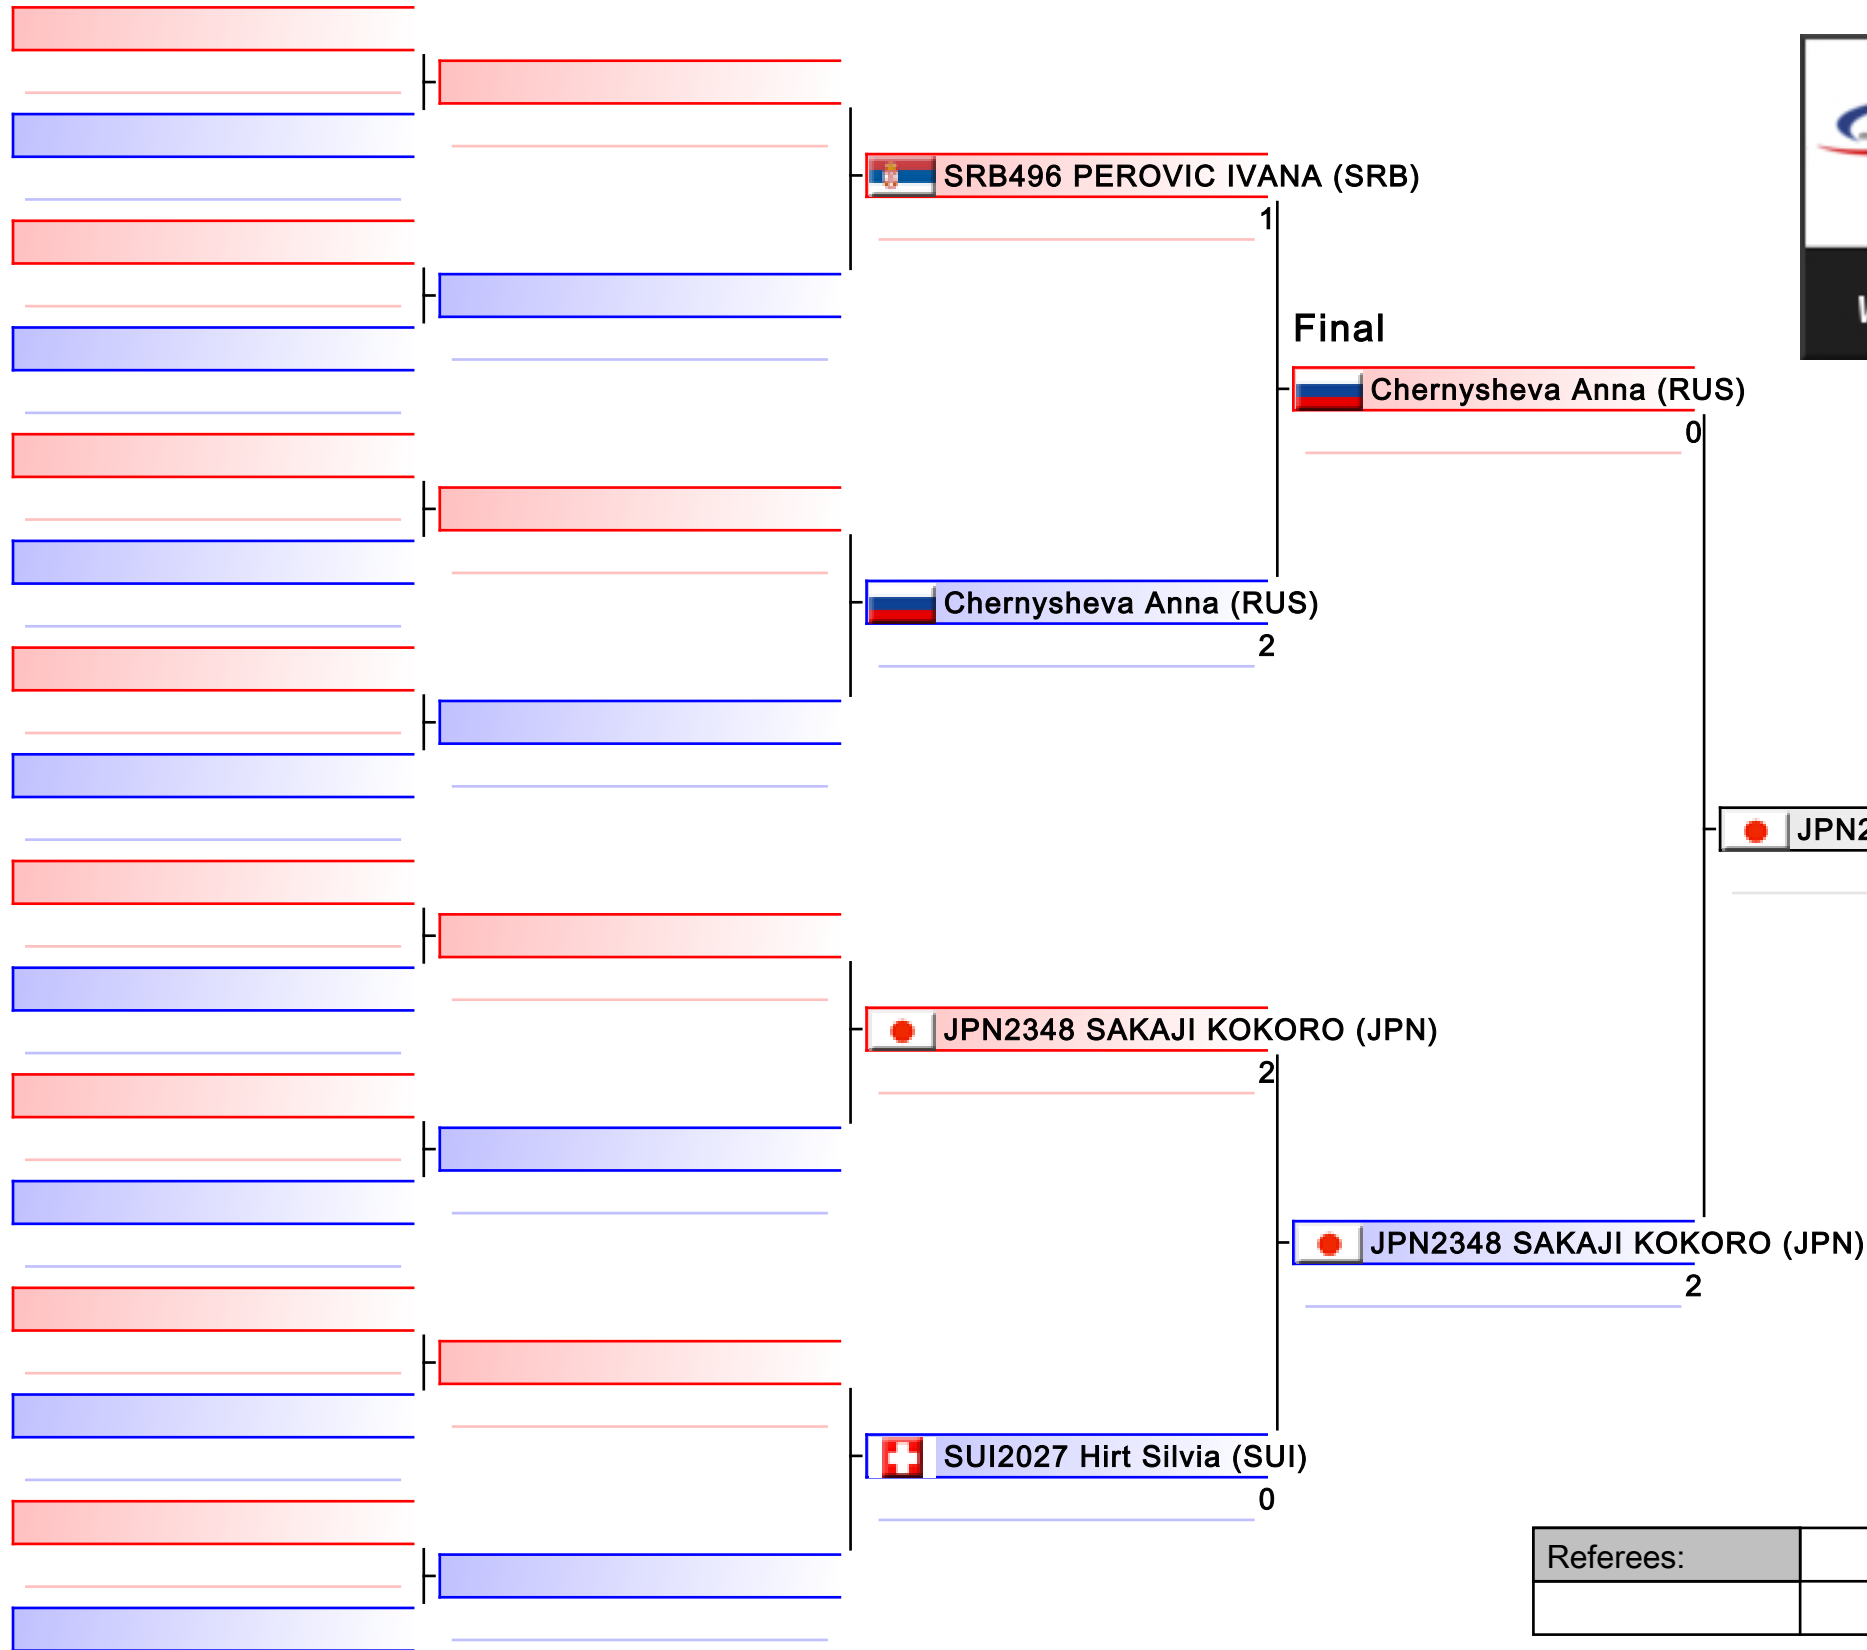 SRB496 PEROVIC IVANA (SRB)
1
Final
Chernysheva Anna (RUS)
0
Chernysheva Anna (RUS)
2
JPN2348 SAKAJI KOKORO (JPN)
2
JPN2348 SAKAJI KOKORO (JPN)
2
SUI2027 Hirt Silvia (SUI)
0
Referees: